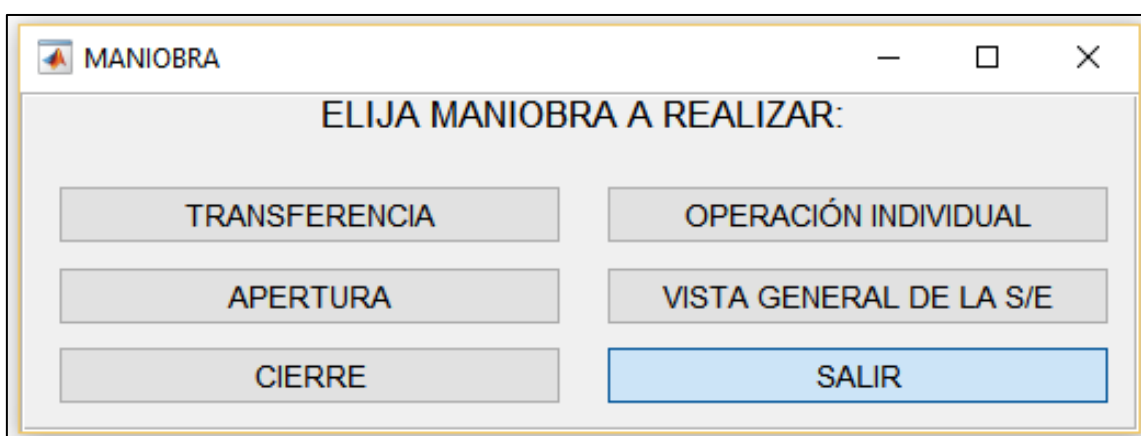 MANIOBRA
ELIJA MANIOBRA A REALIZAR:
TRANSFERENCIA
OPERACIÓN INDIVIDUAL
APERTURA
VISTA GENERAL DE LA S/E
CIERRE
SALIR